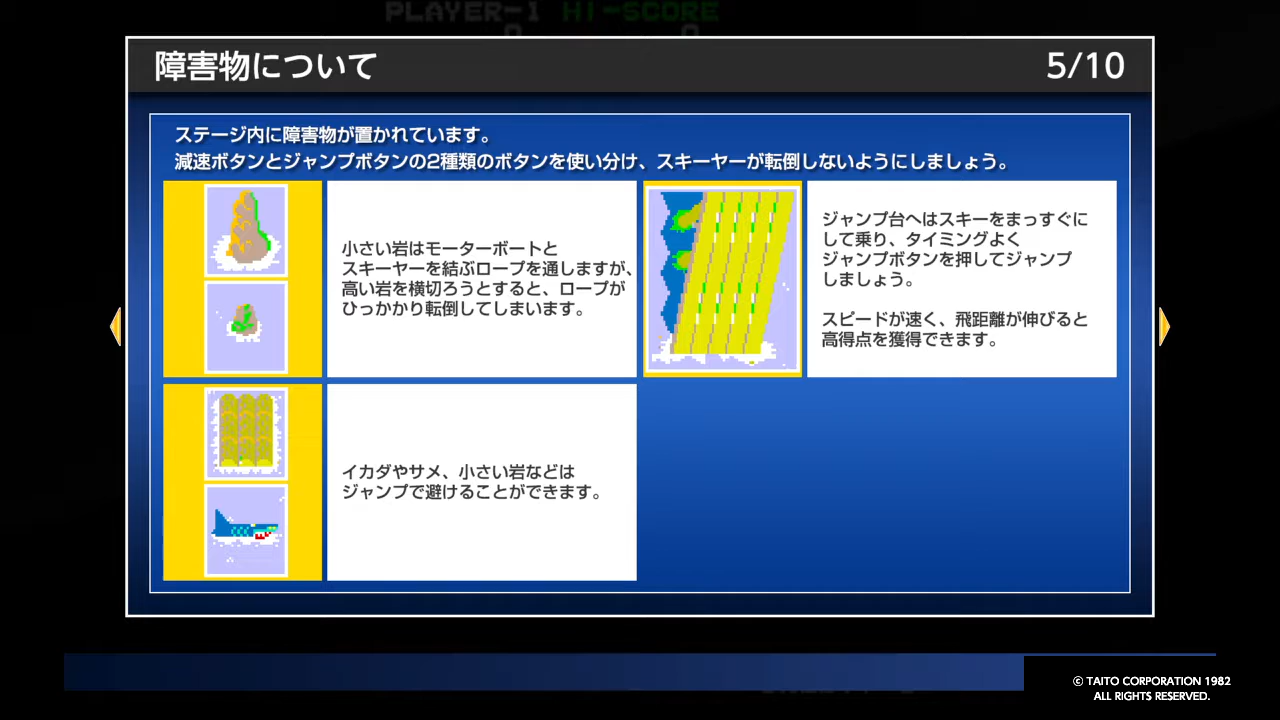 PLAYER-1 HI-SCORE
0 0
障害物について
5/10
ステージ内に障害物が置かれています。
減速ボタンとジャンプボタンの2種類のボタンを使い分け、スキーヤーが転倒しないようにしましょう。
小さい岩はモーターボートと
スキーヤーを結ぶロープを通しますが、
高い岩を横切ろうとすると、ロープが
ひっかかり転倒してしまいます。
ジャンプ台へはスキーをまっすぐに
して乗り、タイミングよく
ジャンプボタンを押してジャンプ
しましょう。
スピードが速く、飛距離が伸びると
高得点を獲得できます。
イカダやサメ、小さい岩などは
ジャンプで避けることができます。
© TAITO CORPORATION 1982
ALL RIGHTS RESERVED.